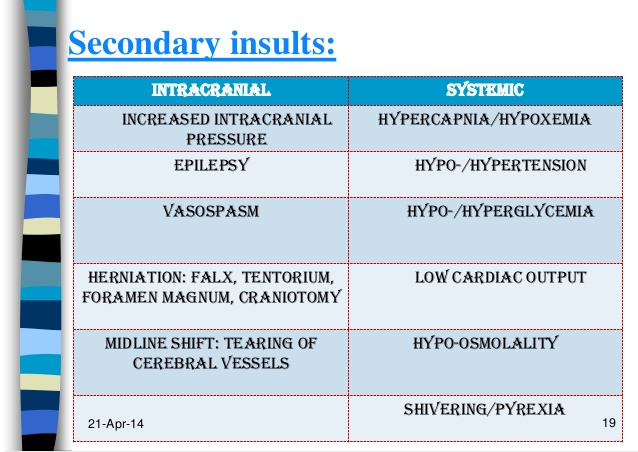 Secondary insults:
INTRACRANIAL SYSTEMIC
INCREASED INTRACRANIAL PRESSURE HYPERCAPNIA/HYPOXEMIA
EPILEPSY HYPO-/HYPERTENSION
VASOSPASM HYPO-/HYPERGLYCEMIA
HERNIATION: FALX, TENTORIUM, FORAMEN MAGNUM, CRANIOTOMY LOW CARDIAC OUTPUT
MIDLINE SHIFT: TEARING OF CEREBRAL VESSELS HYPO-OSMOLALITY
SHIVERING/PYREXIA
21-Apr-14 19